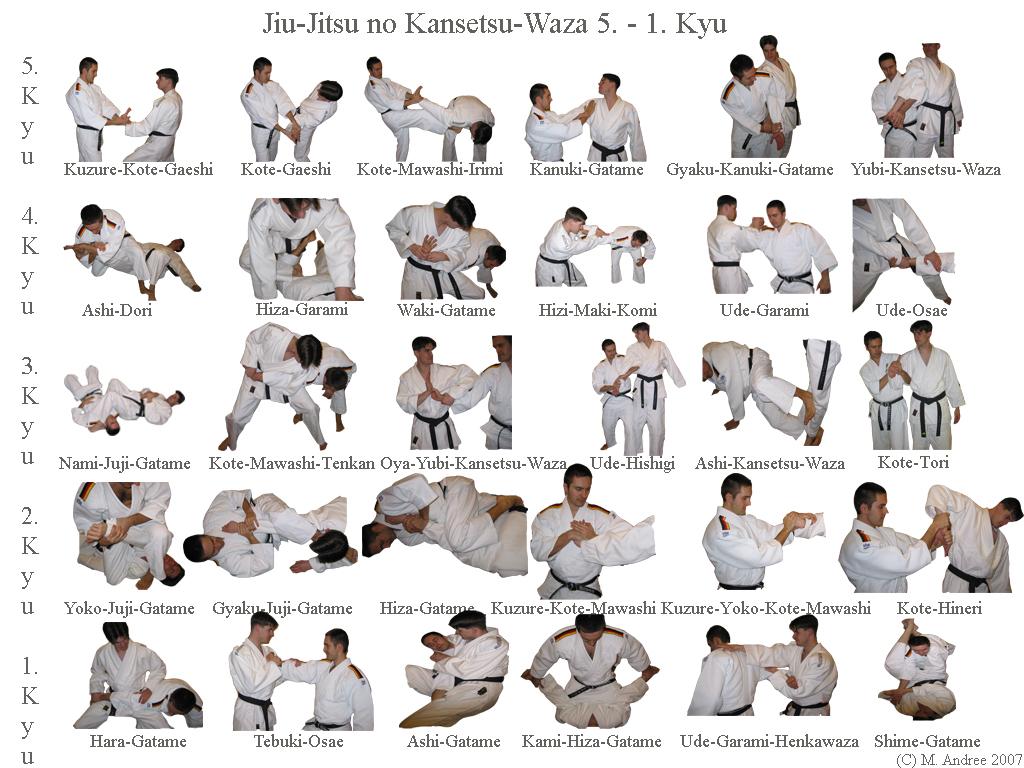 Jiu-Jitsu no Kansetsu-Waza 5. - 1. Kyu
5. Kyu
Kuzure-Kote-Gaeshi Kote-Gaeshi Kote-Mawashi-Irimi Kanuki-Gatame Gyaku-Kanuki-Gatame Yubi-Kansetsu-Waza
4. Kyu
Ashi-Dori Hiza-Garami Waki-Gatame Hizi-Maki-Komi Ude-Garami Ude-Osae
3. Kyu
Nami-Juji-Gatame Kote-Mawashi-Tenkan Oya-Yubi-Kansetsu-Waza Ude-Hishigi Ashi-Kansetsu-Waza Kote-Tori
2. Kyu
Yoko-Juji-Gatame Gyaku-Juji-Gatame Hiza-Gatame Kuzure-Kote-Mawashi Kuzure-Yoko-Kote-Mawashi Kote-Hineri
1. Kyu
Hara-Gatame Tebuki-Osae Ashi-Gatame Kami-Hiza-Gatame Ude-Garami-Henkawaza Shime-Gatame
(C) M. Andree 2007